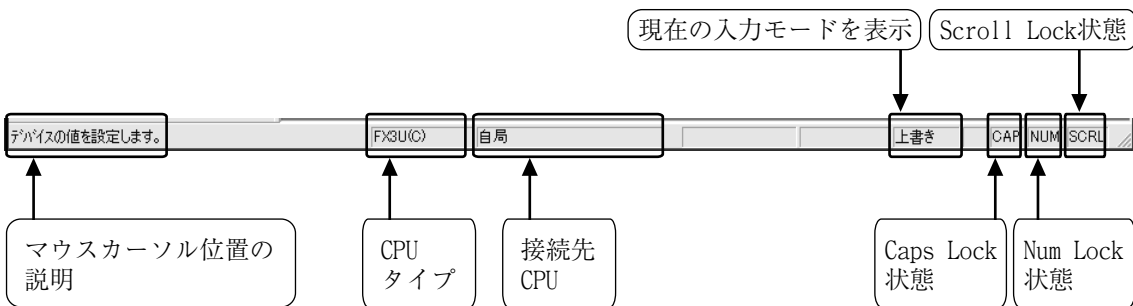 現在の入力モードを表示
Scroll Lock状態
デバイスの値を設定します。
FX3U(C)
自局
上書き
CAP
NUM
SCRL
マウスカーソル位置の
説明
CPU
タイプ
接続先
CPU
Caps Lock
状態
Num Lock
状態